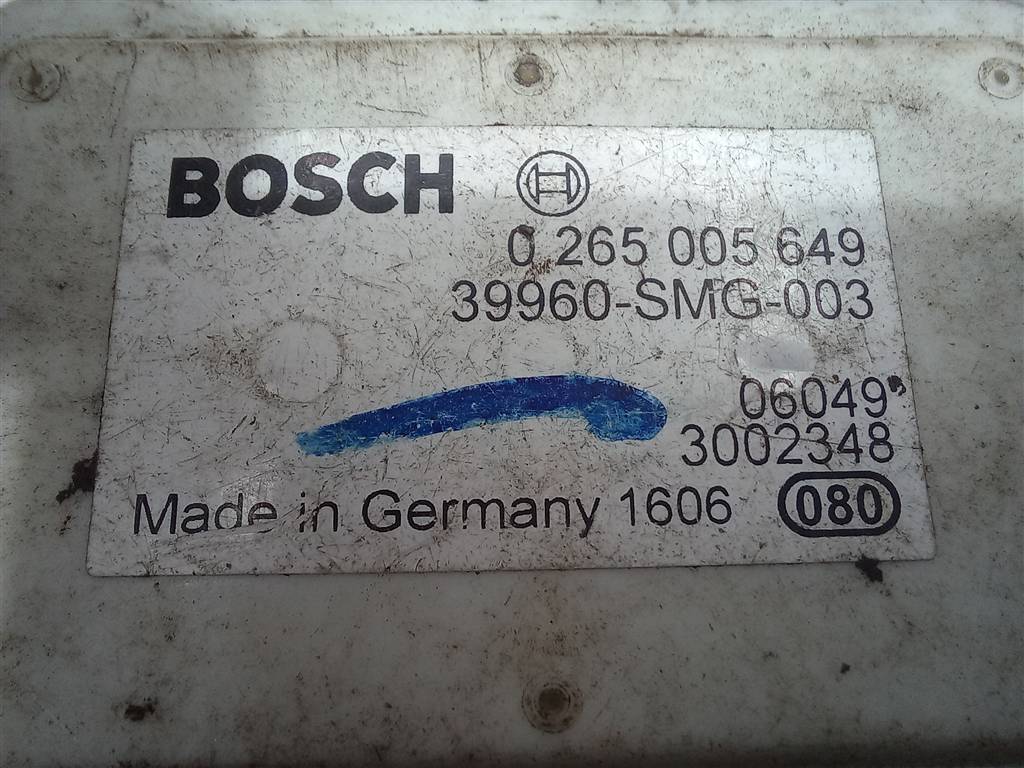 BOSCH
0 265 005 649
39960-SMG-003
06049
3002348
Made in Germany 1606 080